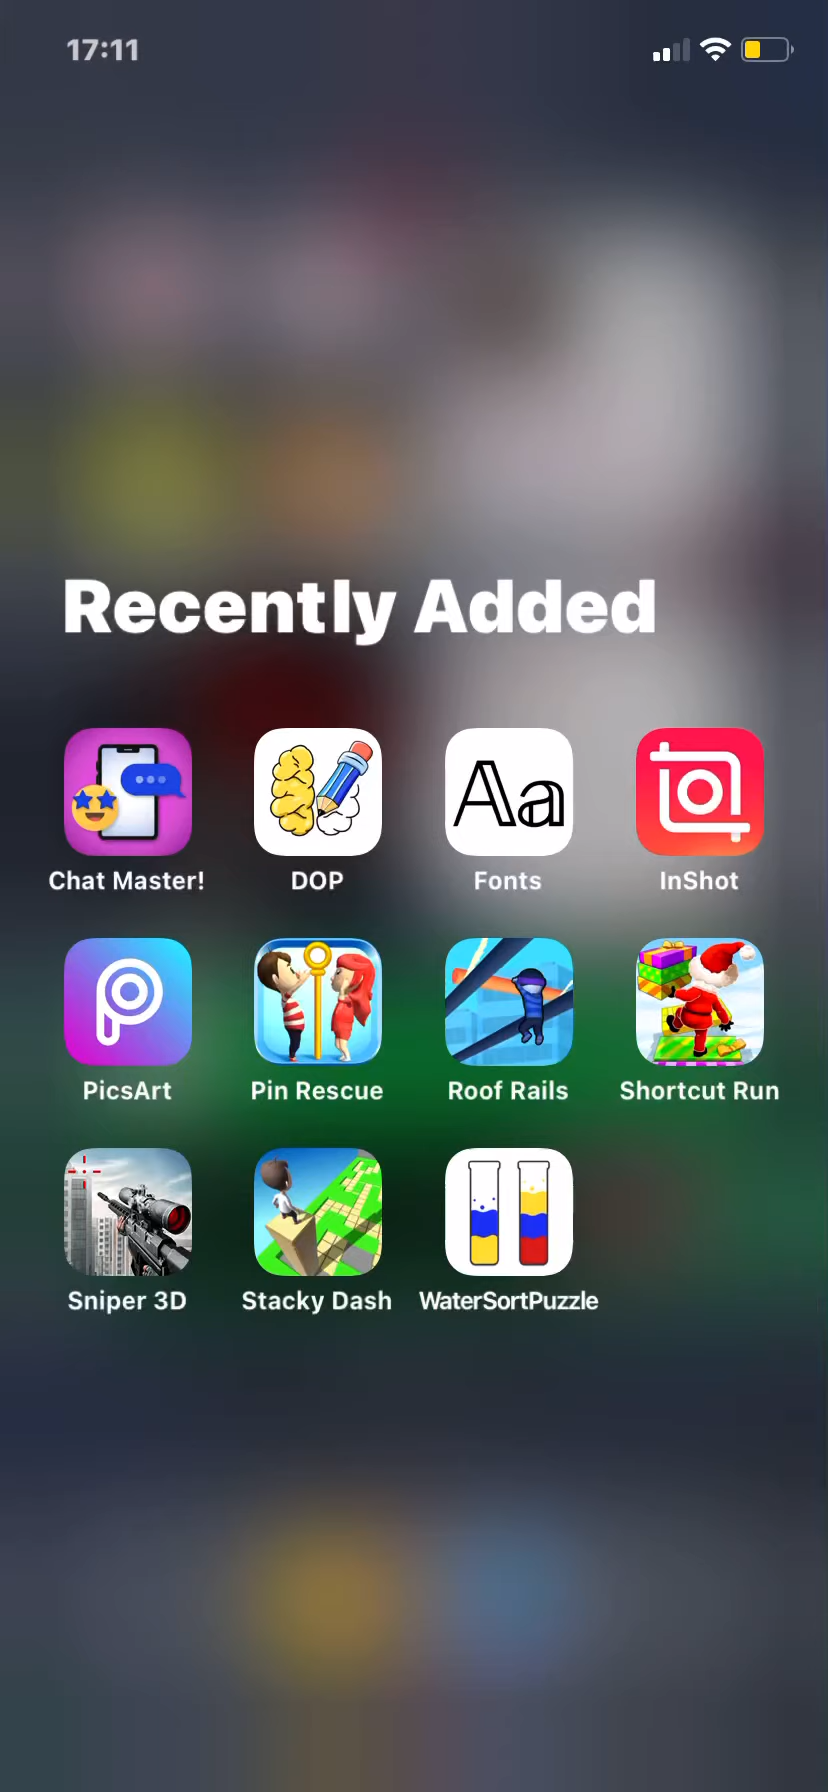 17:11
Recently Added
Aa
Chat Master!
DOP
Fonts
InShot
PicsArt
Pin Rescue
Roof Rails
Shortcut Run
Sniper 3D
Stacky Dash
WaterSortPuzzle